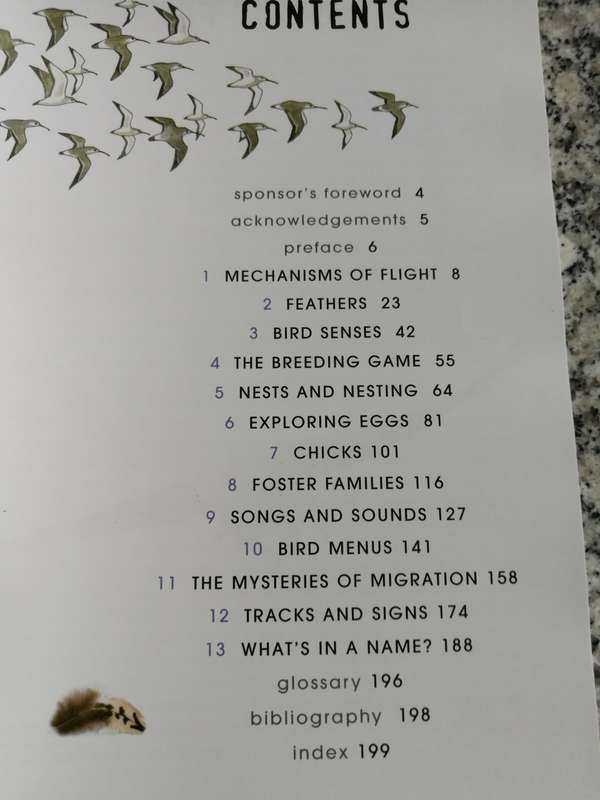 CONTENTS
sponsor's foreword 4
acknowledgements 5
preface 6
1 MECHANISMS OF FLIGHT 8
2 FEATHERS 23
3 BIRD SENSES 42
4 THE BREEDING GAME 55
5 NESTS AND NESTING 64
6 EXPLORING EGGS 81
7 CHICKS 101
8 FOSTER FAMILIES 116
9 SONGS AND SOUNDS 127
10 BIRD MENUS 141
11 THE MYSTERIES OF MIGRATION 158
12 TRACKS AND SIGNS 174
13 WHAT'S IN A NAME? 188
glossary 196
bibliography 198
index 199